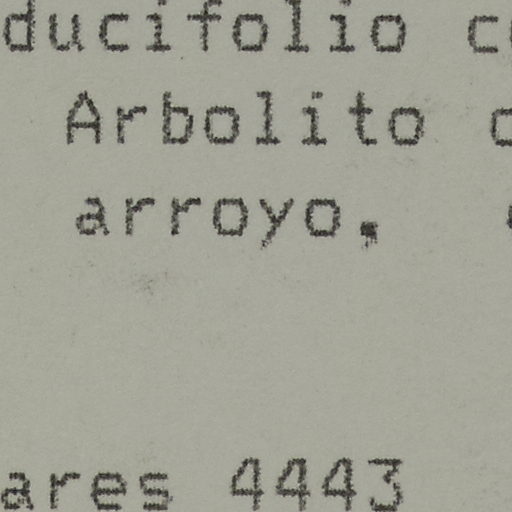 ducifolio c
Arbolito
arroyo,
ares 4443